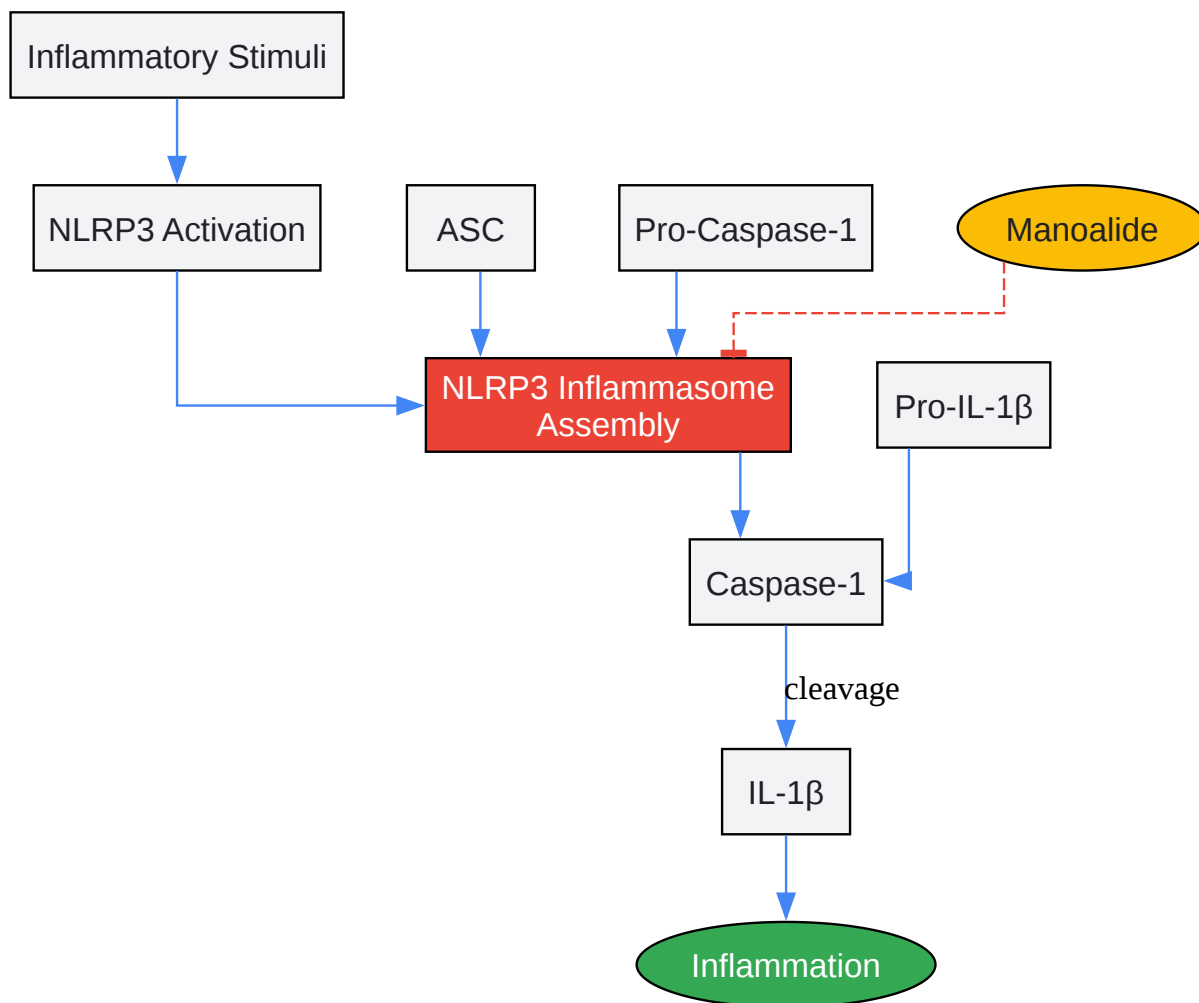 Inflammatory Stimuli
NLRP3 Activation
ASC
Pro-Caspase-1
Manoalide
NLRP3 Inflammasome
Assembly
Pro-IL-1β
Caspase-1
cleavage
IL-1β
Inflammation